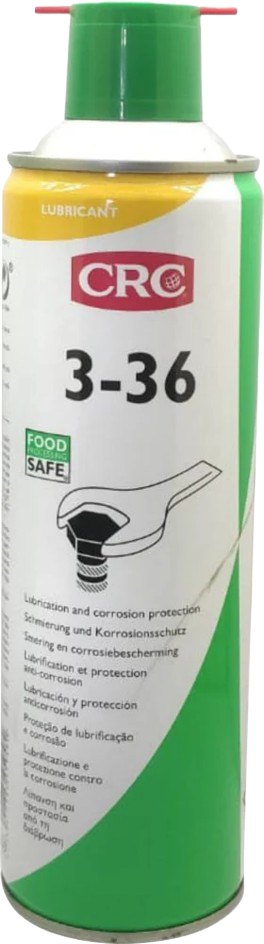 LUBRICANT
CRC
3-36
FOOD
PROCESSING
SAFE
Lubrication and corrosion protection
Schmierung und Korrosionsschutz
Smering en corrosiebescherming
Lubrification et protection
anti-corrosion
Lubricación y protección
anticorrosión
Proteção de lubrificação
e corrosão
Lubrificazione e
protezione contro
la corrosione
Λίπανση και
προστασία
από τη
διάβρωση